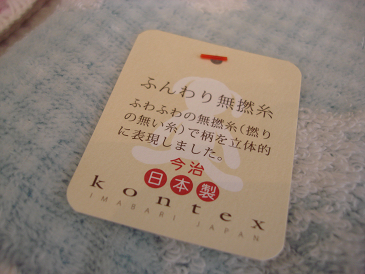 ふんわり無撚糸
ふわふわの無撚糸(撚り
の無い糸)で柄を立体的
に表現しました。
今治
日本製
kontex
IMABARI JAPAN